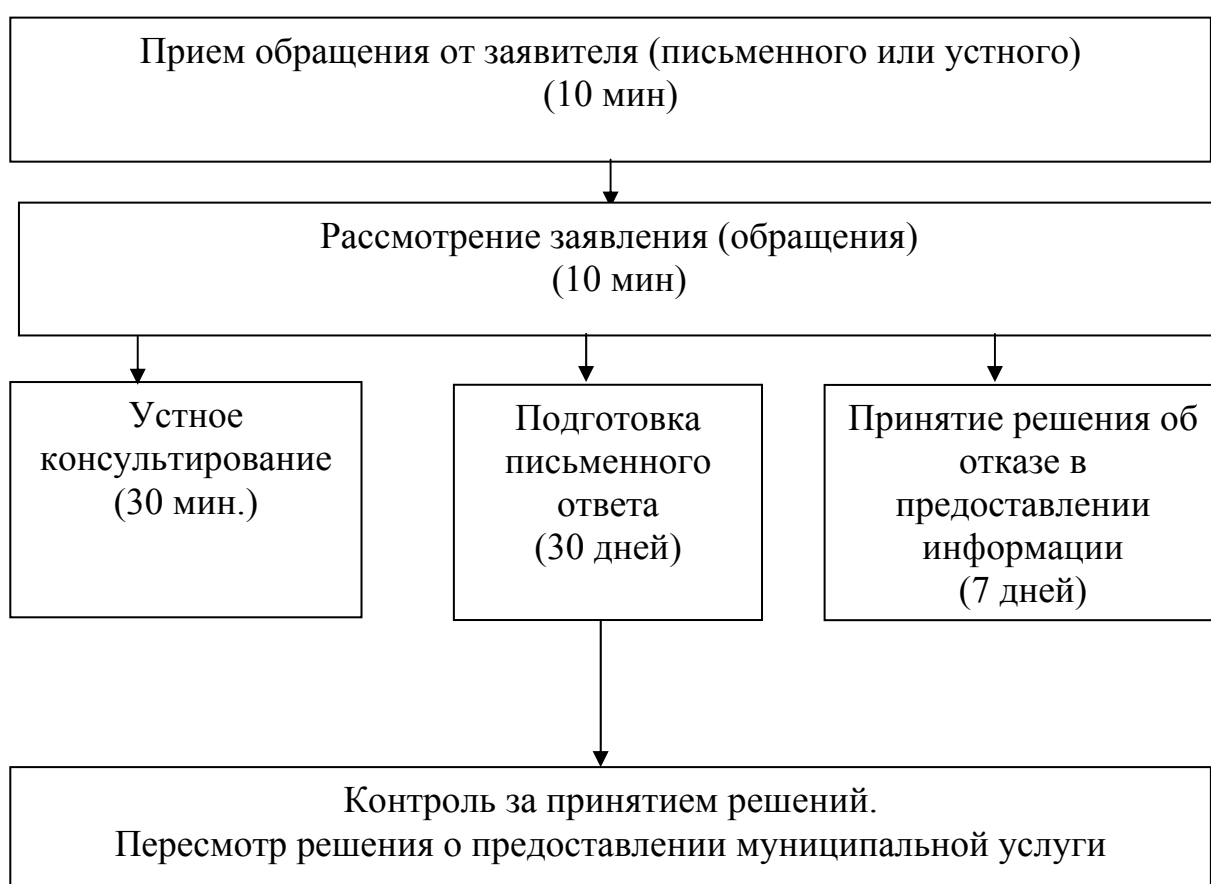 Прием обращения от заявителя (письменного или устного)
(10 мин)
Рассмотрение заявления (обращения)
(10 мин)
Устное
консультирование
(30 мин.)
Подготовка
письменного
ответа
(30 дней)
Принятие решения об
отказе в
предоставлении
информации
(7 дней)
Контроль за принятием решений.
Пересмотр решения о предоставлении муниципальной услуги